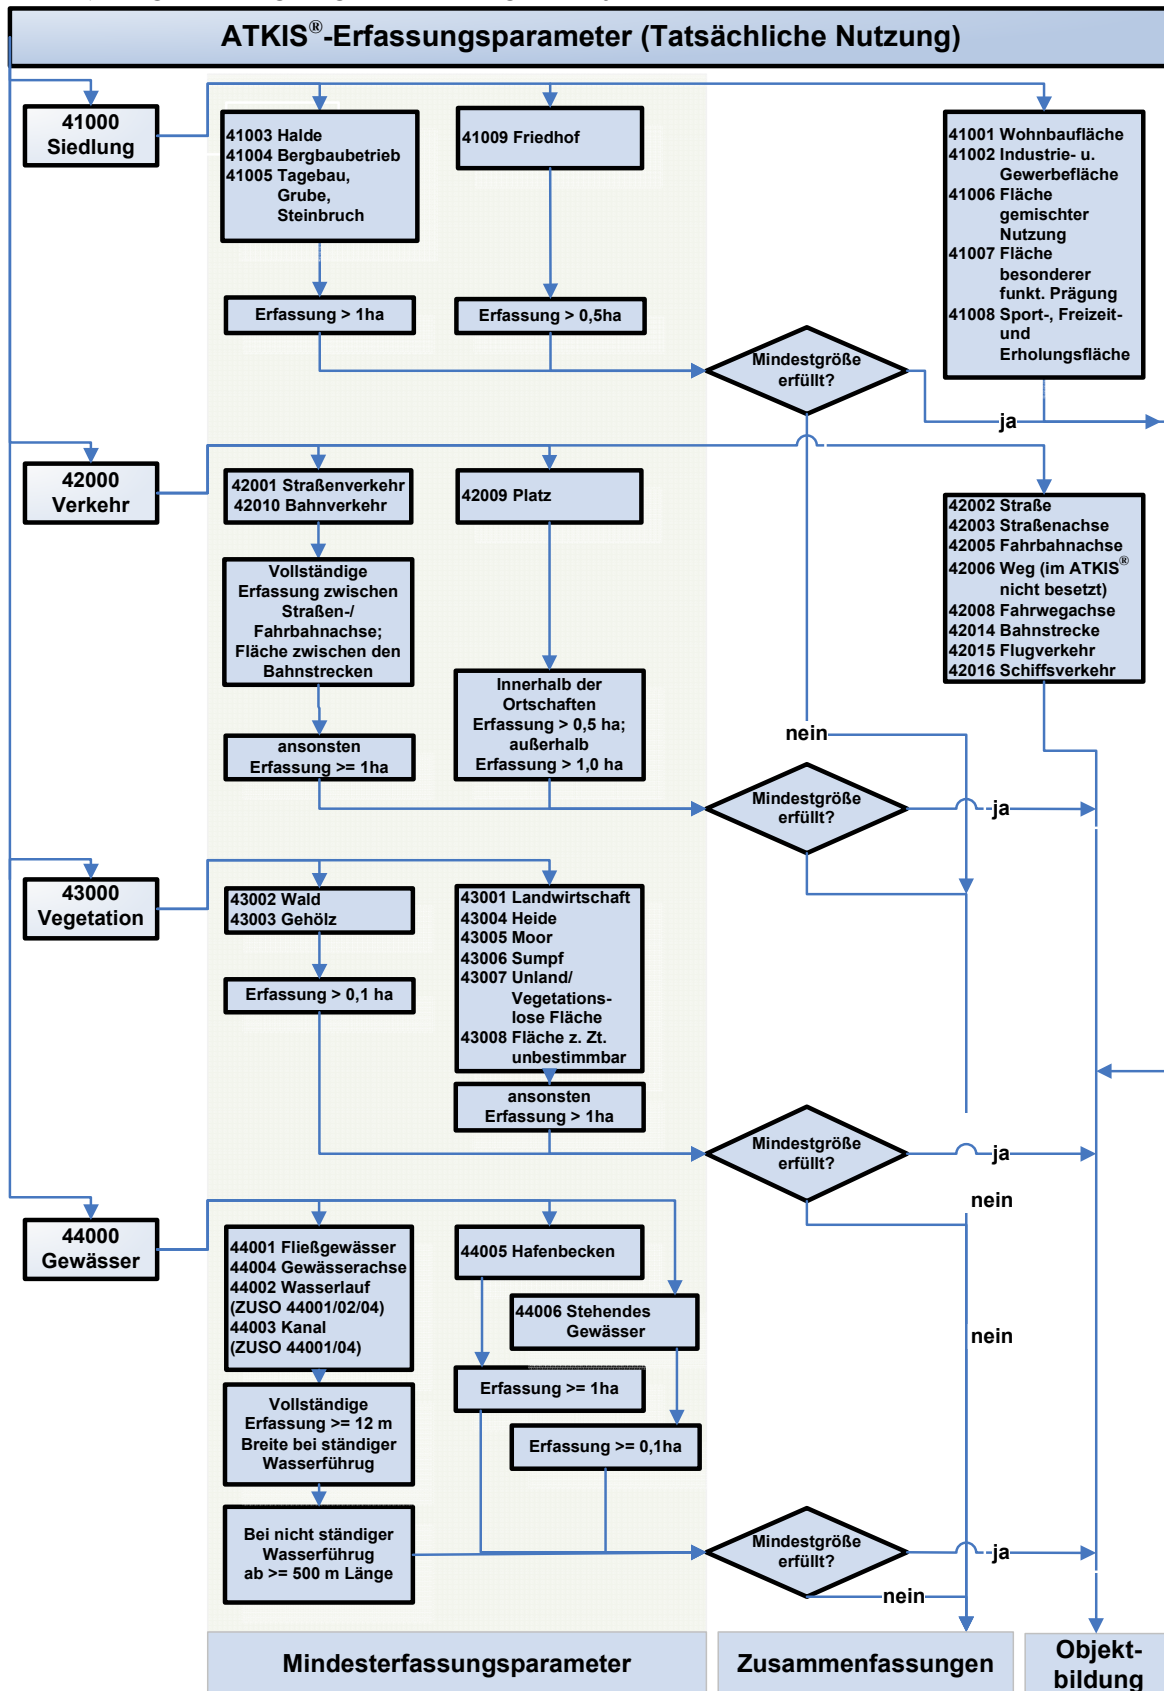 ATKIS®-Erfassungsparameter (Tatsächliche Nutzung)
41000
Siedlung
41003 Halde
41004 Bergbaubetrieb
41005 Tagebau,
Grube,
Steinbruch
41009 Friedhof
41001 Wohnbaufläche
41002 Industrie- u.
Gewerbefläche
41006 Fläche
gemischter
Nutzung
41007 Fläche
besonderer
funkt. Prägung
41008 Sport-, Freizeit-
und
Erholungsfläche
Erfassung > 1ha
Erfassung > 0,5ha
Mindestgröße
erfüllt?
ja
42000
Verkehr
42001 Straßenverkehr
42010 Bahnverkehr
42009 Platz
42002 Straße
42003 Straßenachse
42005 Fahrbahnachse
42006 Weg (im ATKIS®
nicht besetzt)
42008 Fahrwegachse
42014 Bahnstrecke
42015 Flugverkehr
42016 Schiffsverkehr
Vollständige
Erfassung zwischen
Straßen-/
Fahrbahnachse;
Fläche zwischen den
Bahnstrecken
Innerhalb der
Ortschaften
Erfassung > 0,5 ha;
außerhalb
Erfassung > 1,0 ha
ansonsten
Erfassung >= 1ha
nein
Mindestgröße
erfüllt?
ja
43000
Vegetation
43002 Wald
43003 Gehölz
43001 Landwirtschaft
43004 Heide
43005 Moor
43006 Sumpf
43007 Unland/
Vegetations-
lose Fläche
43008 Fläche z. Zt.
unbestimmbar
Erfassung > 0,1 ha
ansonsten
Erfassung > 1ha
Mindestgröße
erfüllt?
ja
nein
44000
Gewässer
44001 Fließgewässer
44004 Gewässerachse
44002 Wasserlauf
(ZUSO 44001/02/04)
44003 Kanal
(ZUSO 44001/04)
44005 Hafenbecken
44006 Stehendes
Gewässer
nein
Erfassung >= 1ha
Vollständige
Erfassung >= 12 m
Breite bei ständiger
Wasserführug
Erfassung >= 0,1ha
Bei nicht ständiger
Wasserführug
ab >= 500 m Länge
Mindestgröße
erfüllt?
ja
nein
Mindesterfassungsparameter
Zusammenfassungen
Objekt-
bildung